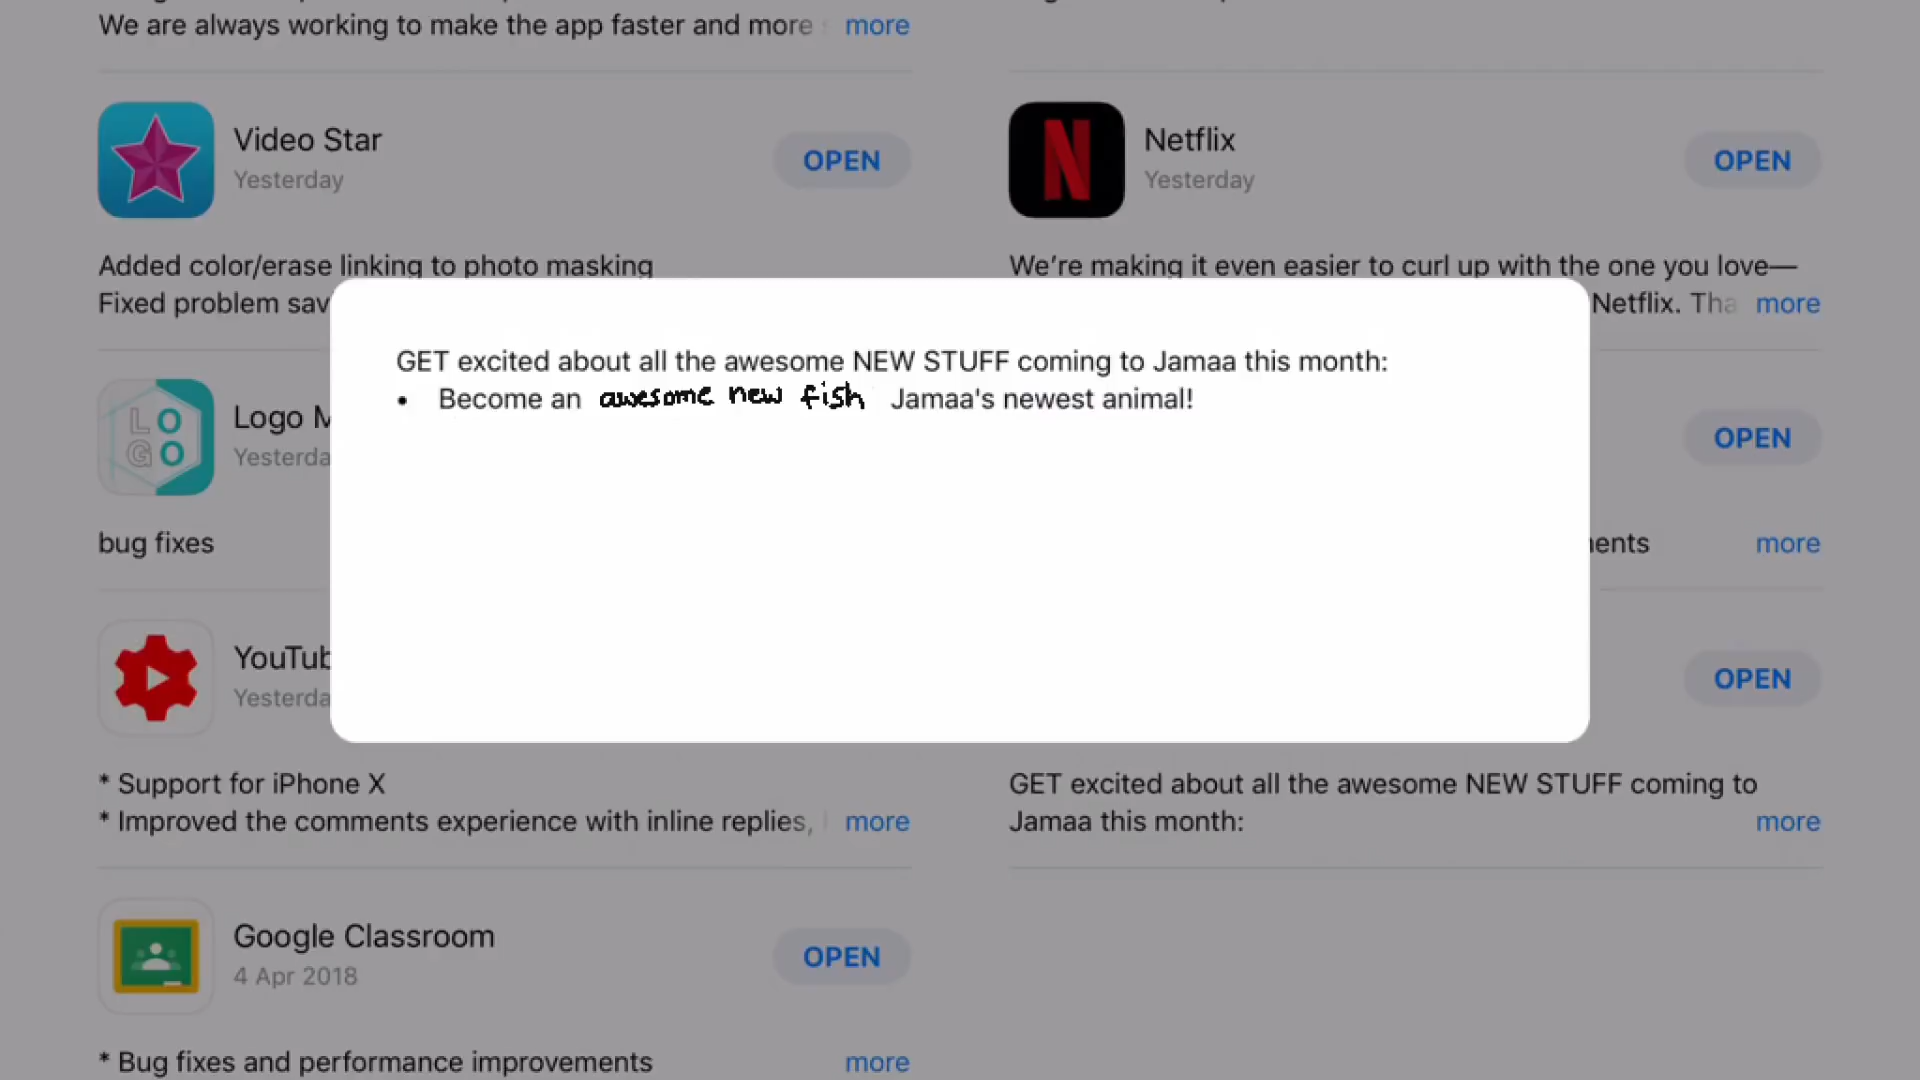 We are always working to make the app faster and more
more
Video Star
Yesterday
OPEN
Netflix
Yesterday
OPEN
Added color/erase linking to photo masking
Fixed problem sav
We're making it even easier to curl up with the one you love—
Netflix. Tha
more
GET excited about all the awesome NEW STUFF coming to Jamaa this month:
• Become an awesome new fish Jamaa's newest animal!
LOGO
Logo M
Yesterda
OPEN
bug fixes
ents
more
YouTub
Yesterda
OPEN
* Support for iPhone X
* Improved the comments experience with inline replies,
more
GET excited about all the awesome NEW STUFF coming to
Jamaa this month:
more
Google Classroom
4 Apr 2018
OPEN
* Bug fixes and performance improvements
more